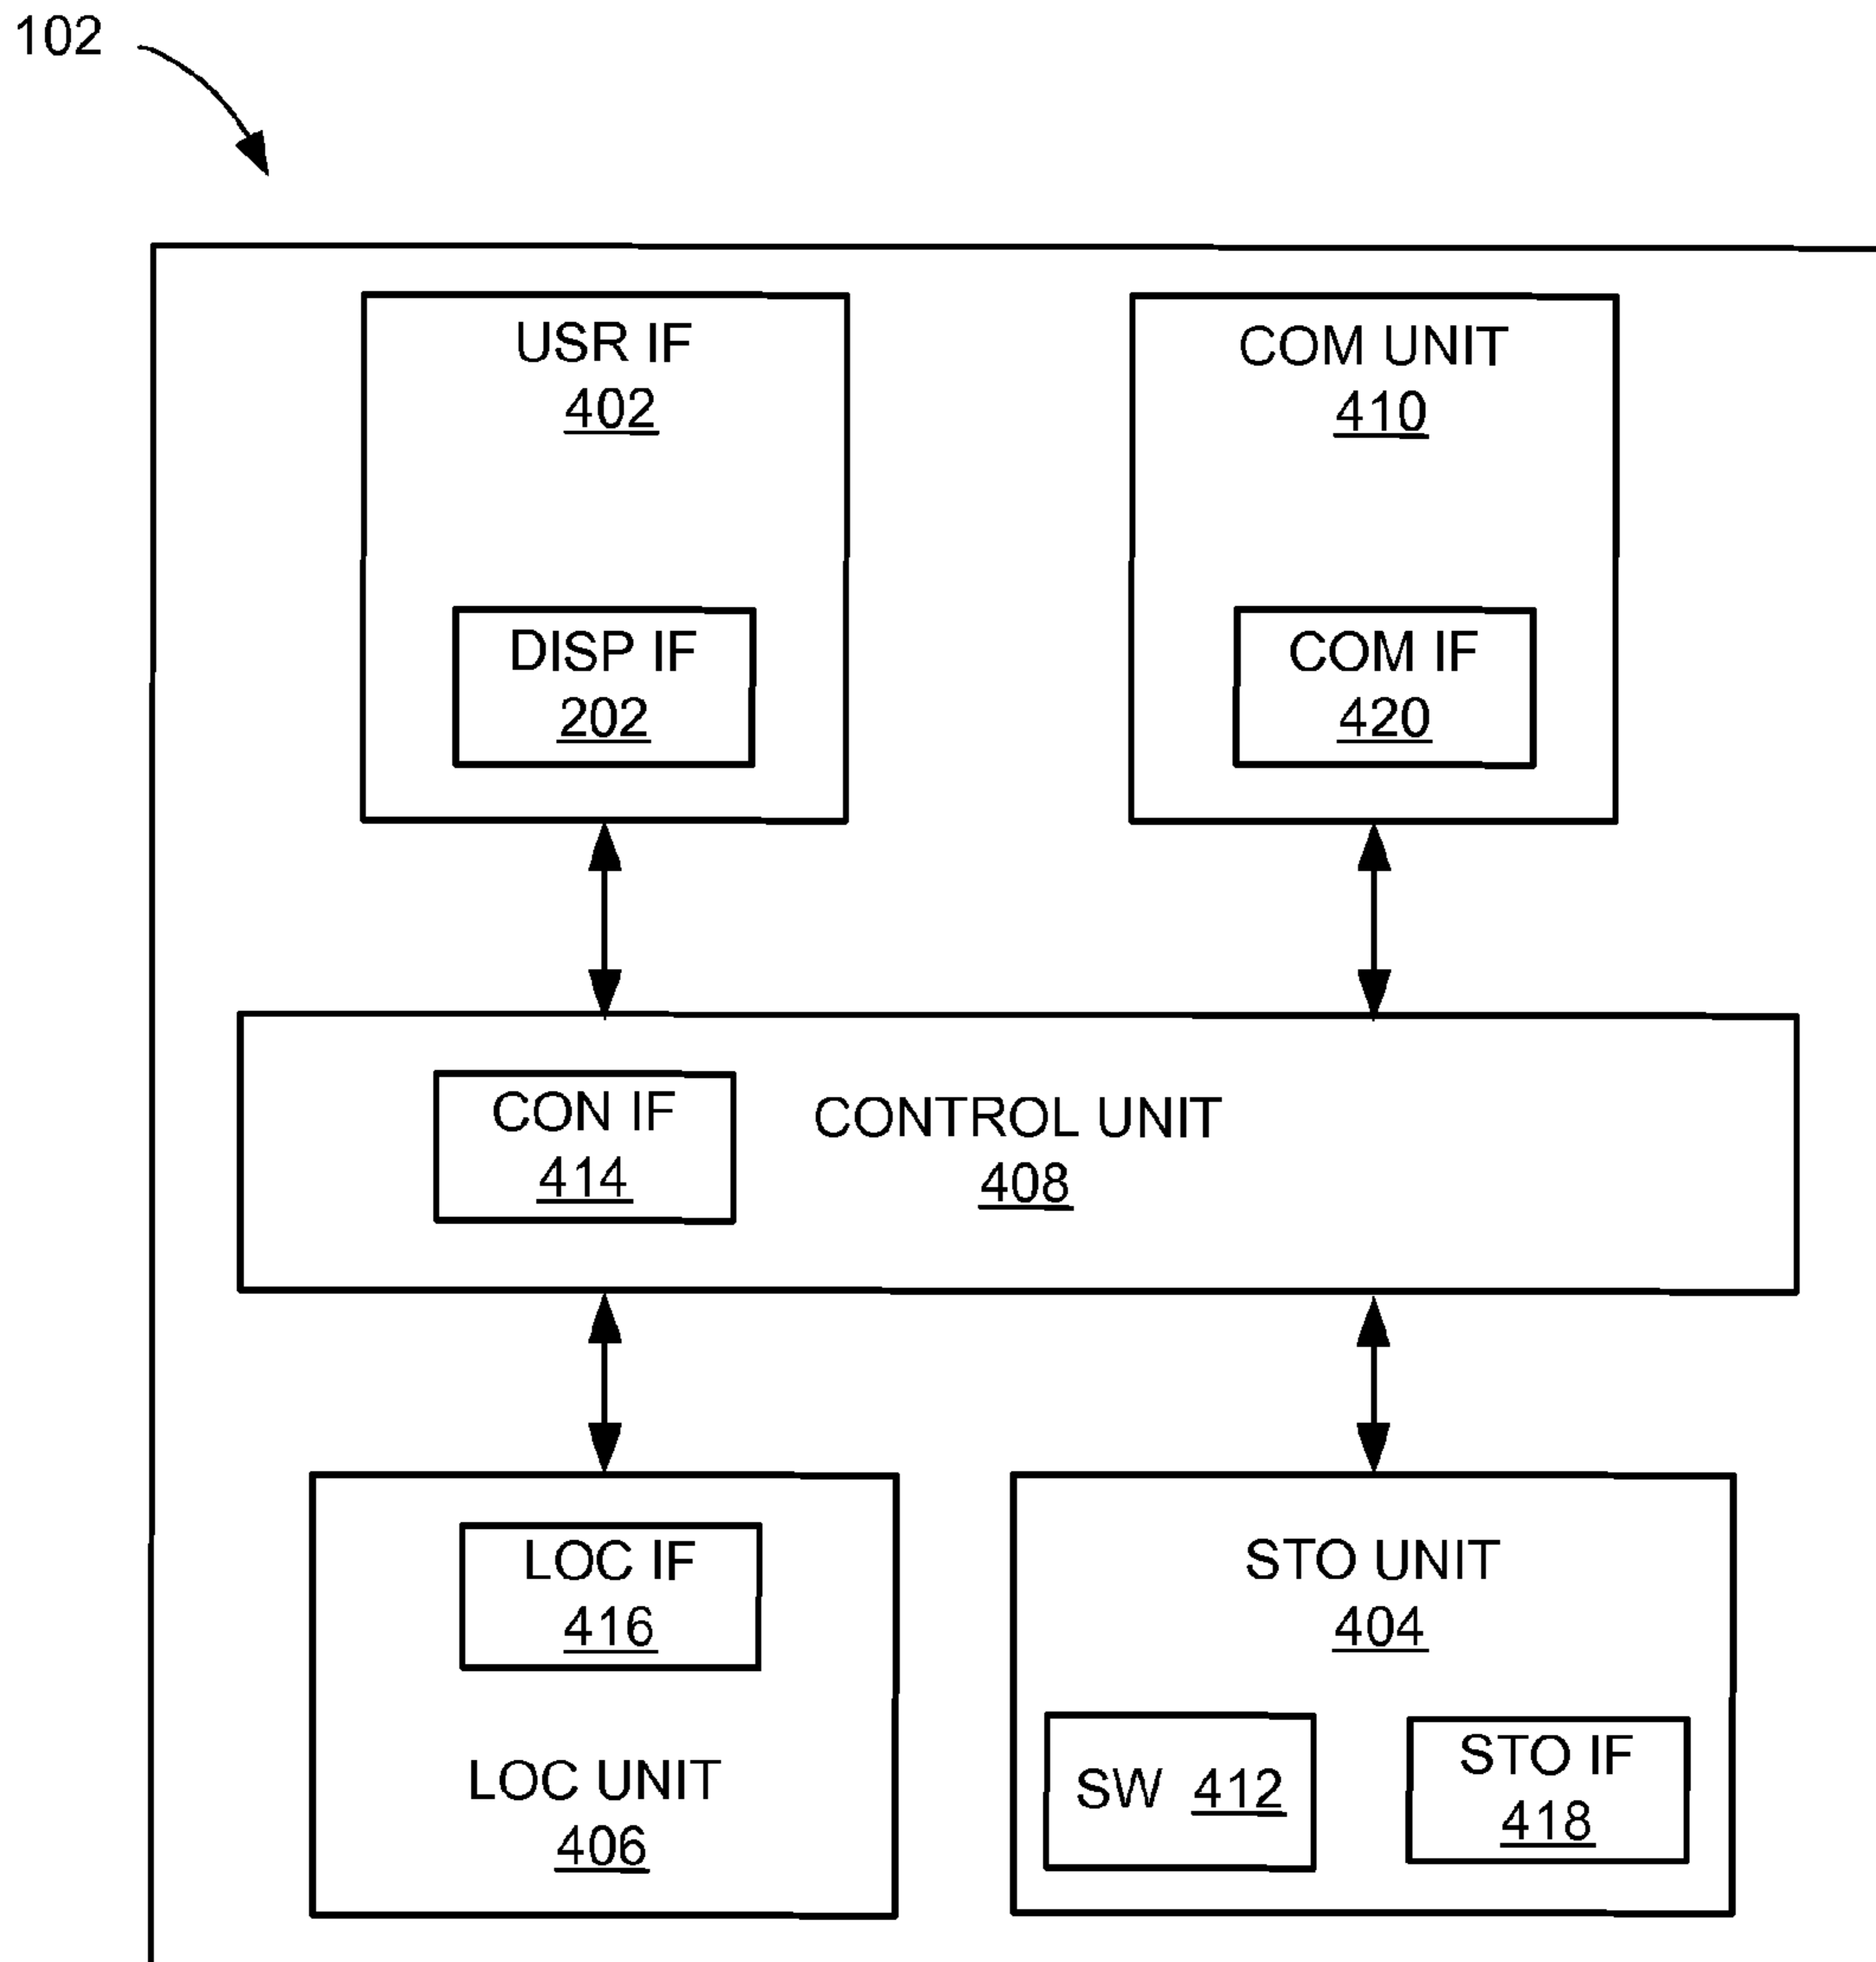 102
USR IF
402
DISP IF
202
COM UNIT
410
COM IF
420
CON IF
414
CONTROL UNIT
408
LOC IF
416
LOC UNIT
406
STO UNIT
404
SW 412
STO IF
418